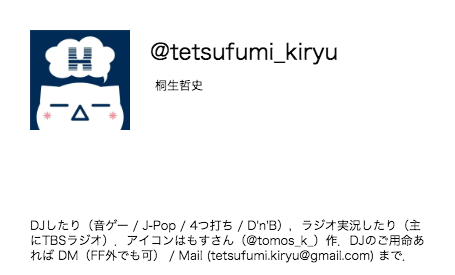 H
@tetsufumi_kiryu
桐生哲史
DJしたり（音ゲー / J-Pop / 4つ打ち / D'n'B），ラジオ実況したり（主
にTBSラジオ）．アイコンはもすさん（@tomos_k_）作．DJのご用命あ
れば DM（FF外でも可） / Mail (tetsufumi.kiryu@gmail.com) まで．